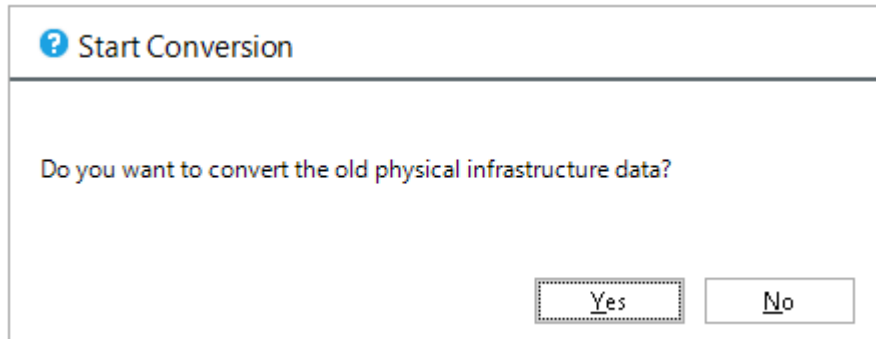 Start Conversion
Do you want to convert the old physical infrastructure data?
Yes No